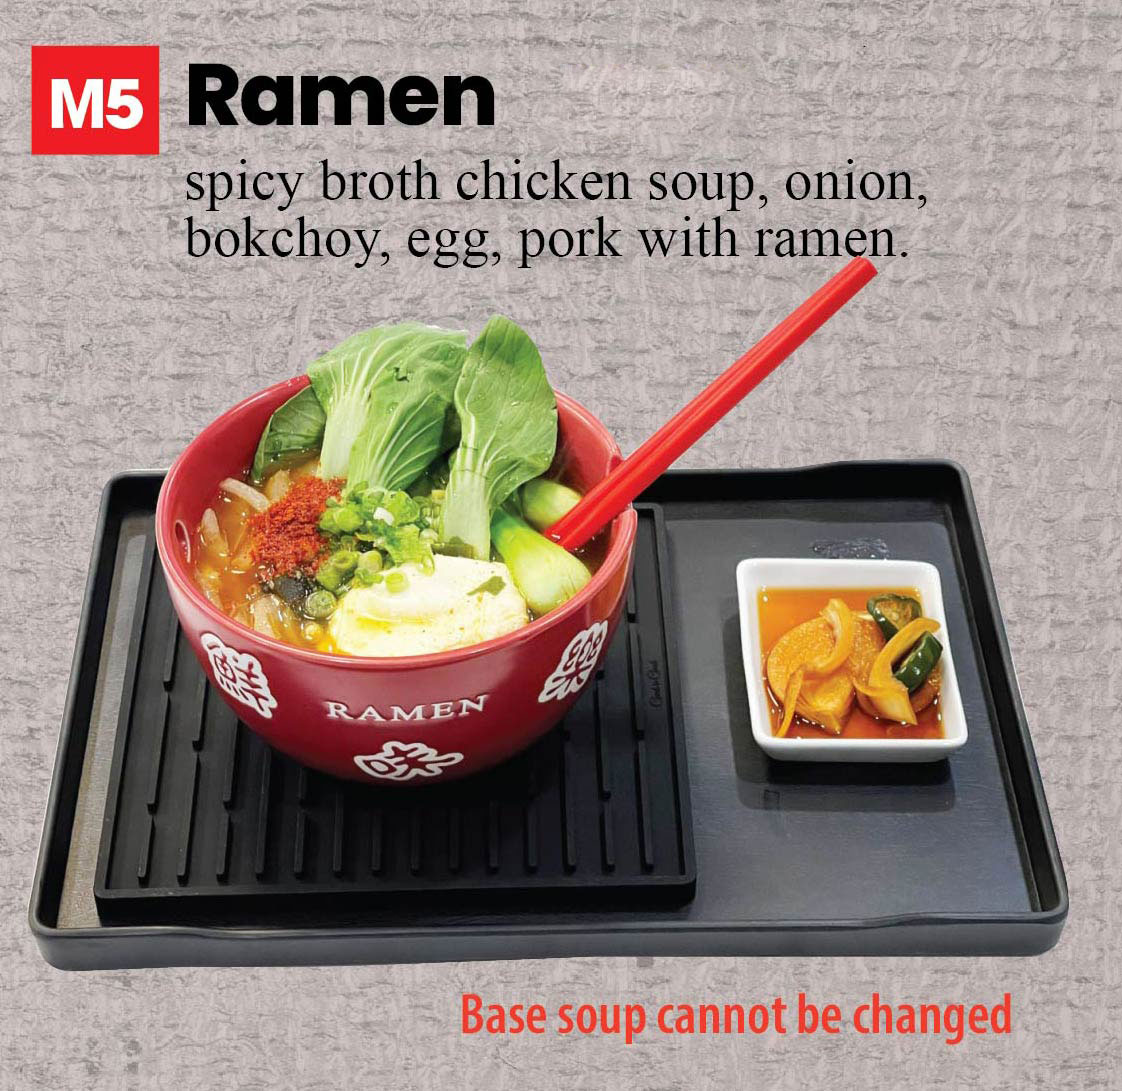 M5 Ramen
spicy broth chicken soup, onion,
bokchoy, egg, pork with ramen.
RAMEN
Base soup cannot be changed